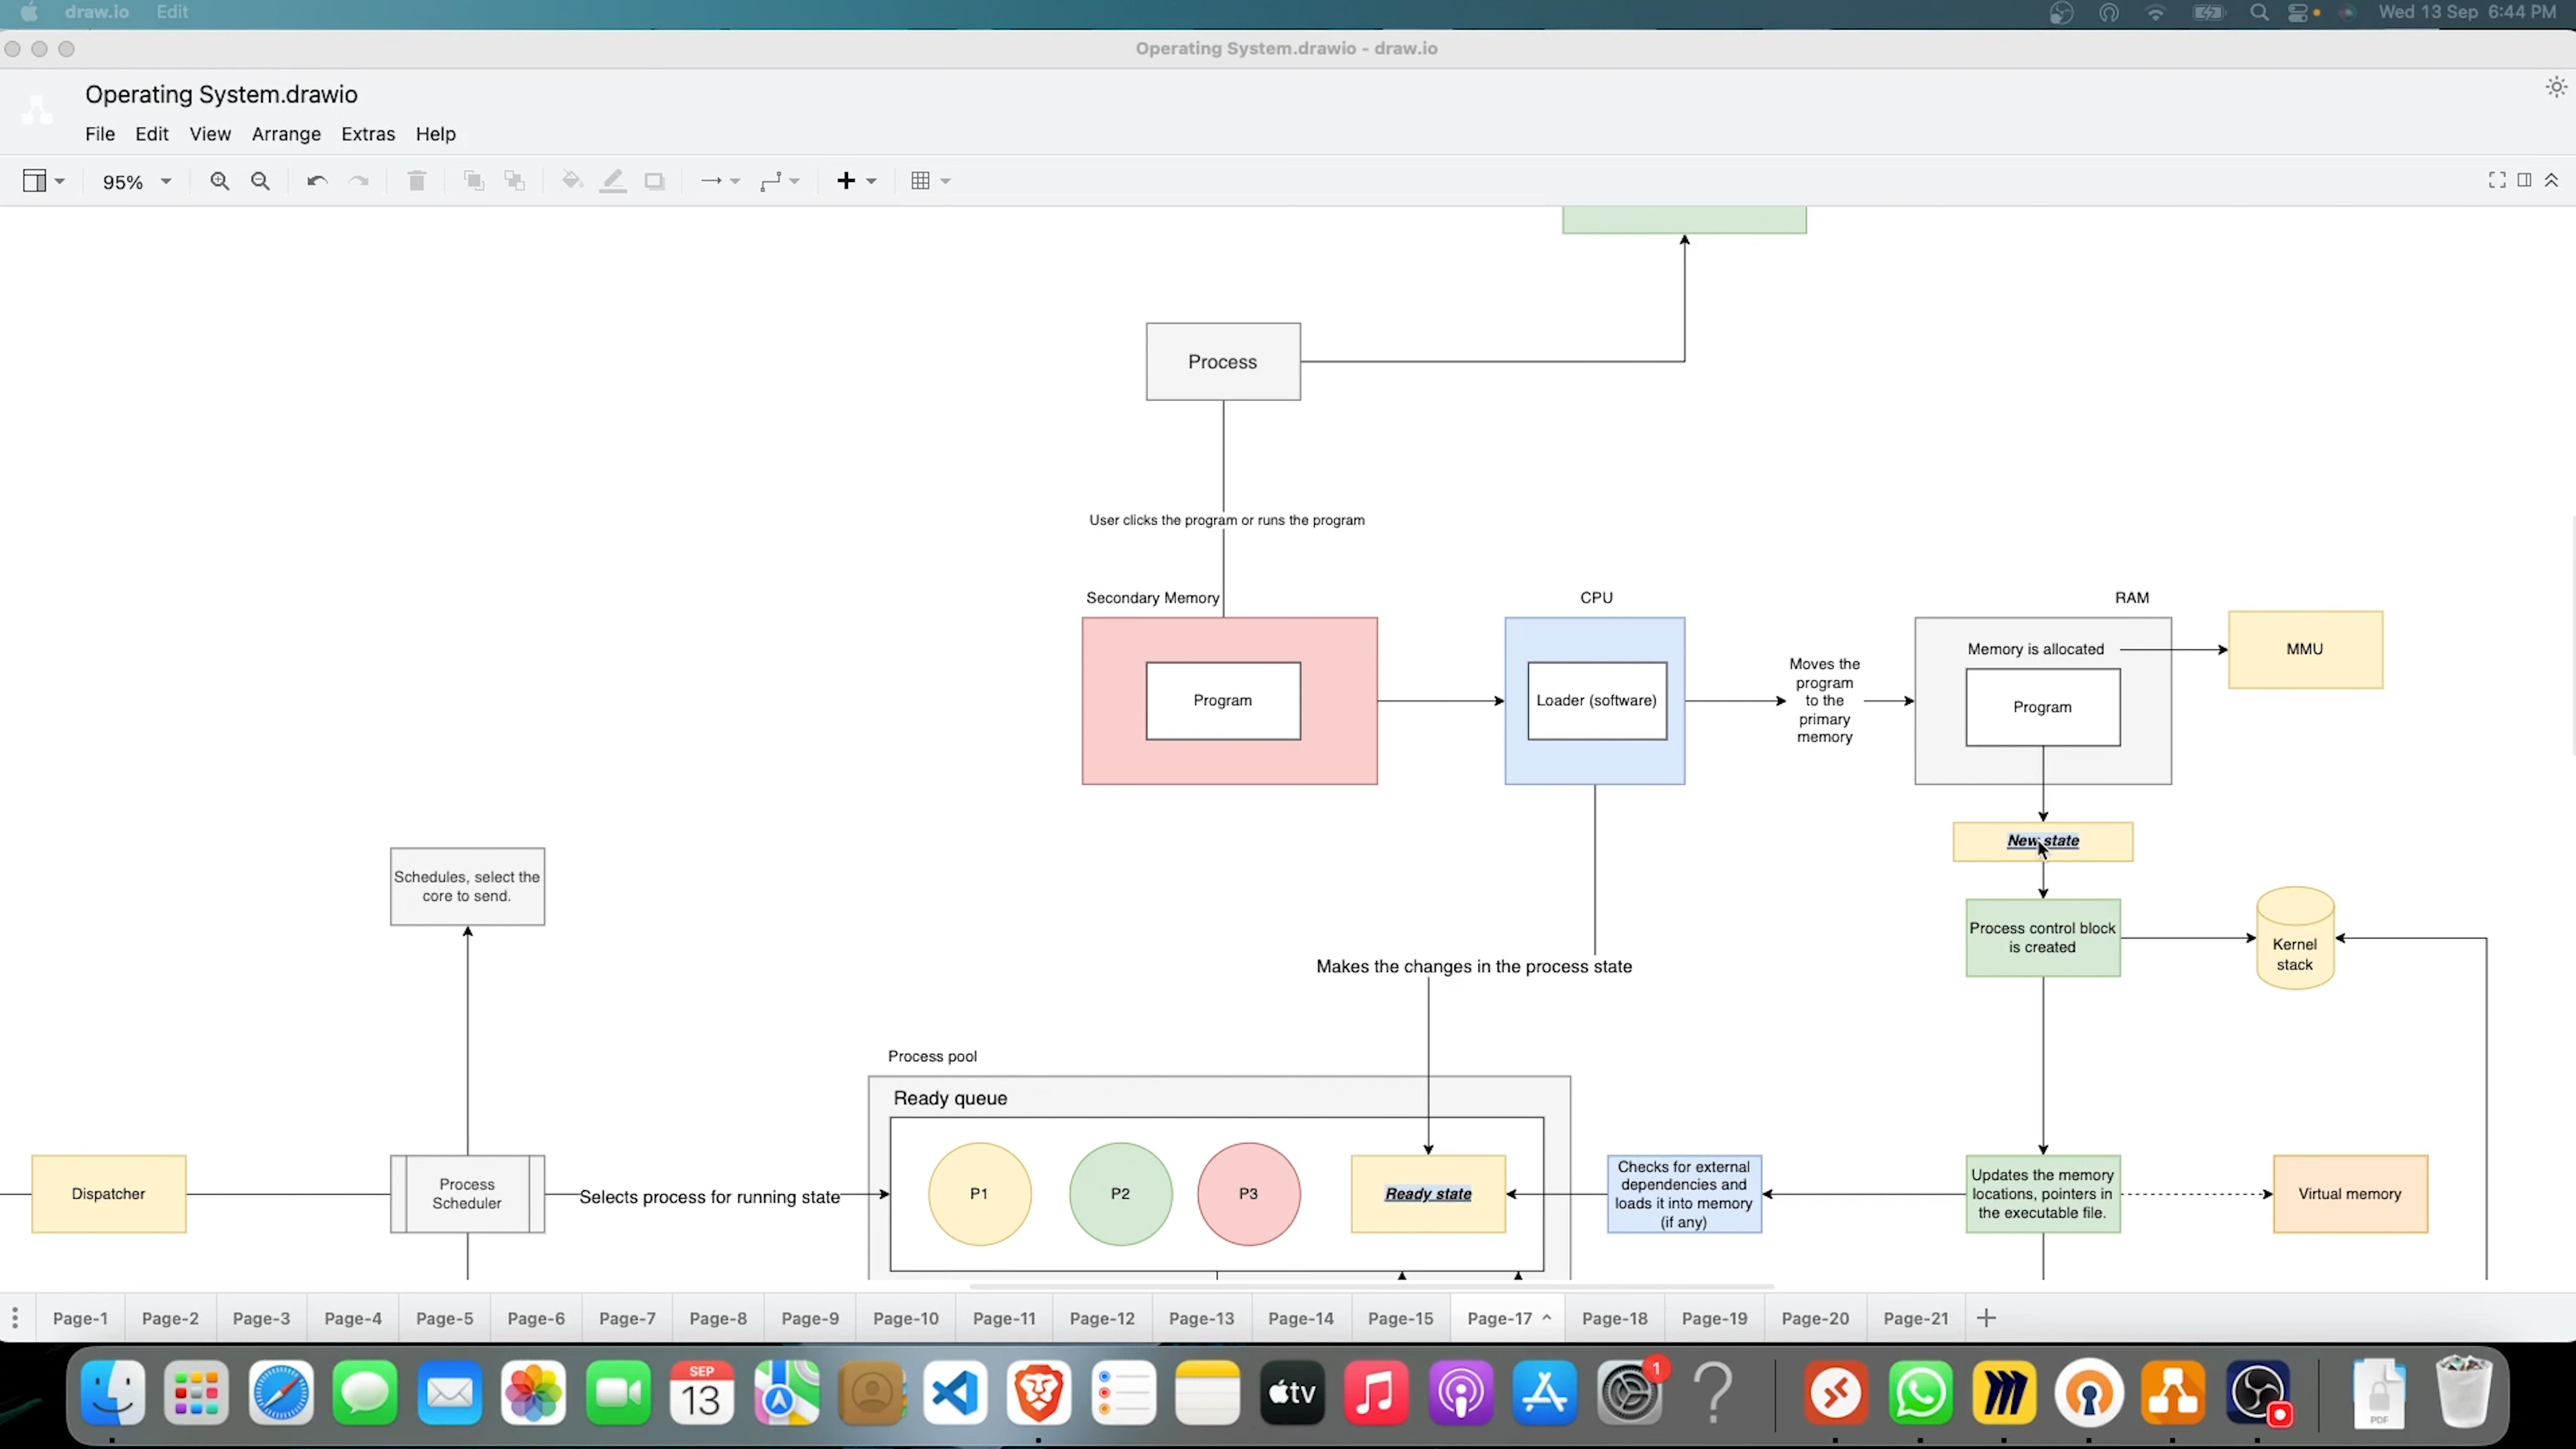 draw.io Edit
Wed 13 Sep 6:44 PM
Operating System.drawio - draw.io
Operating System.drawio
File Edit View Arrange Extras Help
95%
Process
User clicks the program or runs the program
Secondary Memory
CPU
RAM
Program
Loader (software)
Moves the
program
to the
primary
memory
Memory is allocated
Program
MMU
New state
Schedules, select the
core to send.
Process control block
is created
Kernel
stack
Makes the changes in the process state
Process pool
Ready queue
Dispatcher
Process
Scheduler
Selects process for running state
P1
P2
P3
Ready state
Checks for external
dependencies and
loads it into memory
(if any)
Updates the memory
locations, pointers in
the executable file.
Virtual memory
Page-1 Page-2 Page-3 Page-4 Page-5 Page-6 Page-7 Page-8 Page-9 Page-10 Page-11 Page-12 Page-13 Page-14 Page-15 Page-17 Page-18 Page-19 Page-20 Page-21
SEP
13
tv
1
PDF